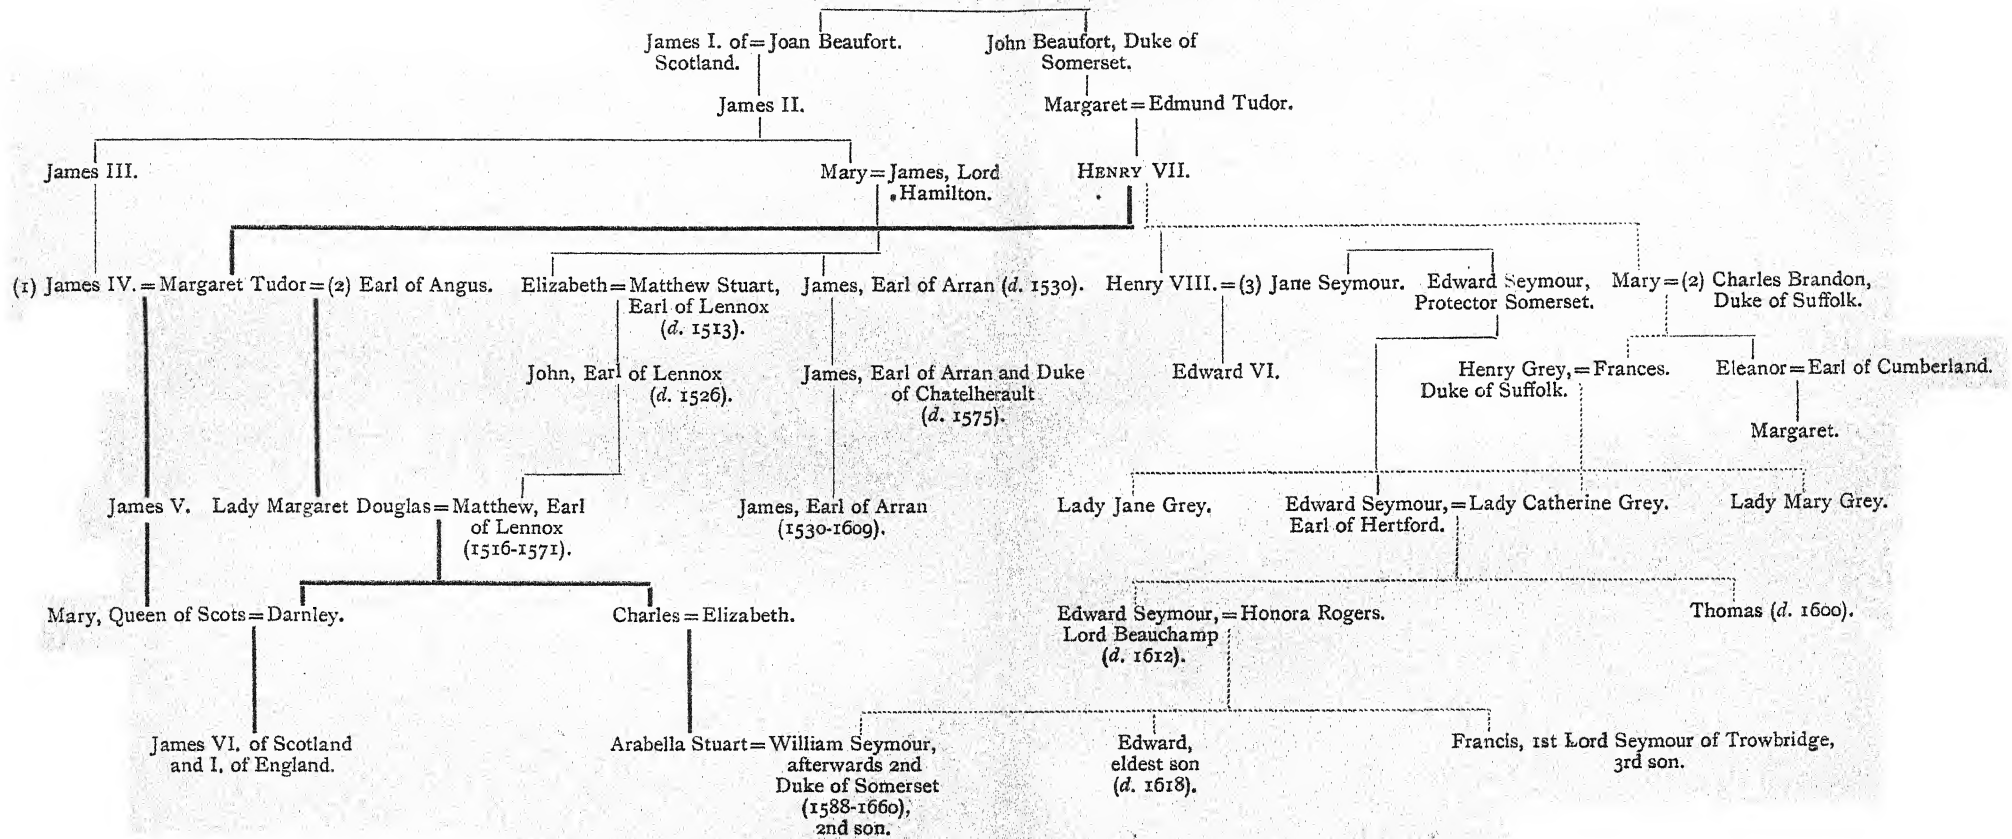 James I. of = Joan Beaufort.
Scotland.
John Beaufort, Duke of
Somerset.
James II.
Margaret = Edmund Tudor.
James III.
Mary = James, Lord
Hamilton.
HENRY VII.
(1) James IV. = Margaret Tudor = (2) Earl of Angus.
Elizabeth = Matthew Stuart,
Earl of Lennox
(d. 1513).
James, Earl of Arran (d. 1530).
Henry VIII. = (3) Jane Seymour.
Edward Seymour,
Protector Somerset.
Mary = (2) Charles Brandon,
Duke of Suffolk.
John, Earl of Lennox
(d. 1526).
James, Earl of Arran and Duke
of Chatelherault
(d. 1575).
Edward VI.
Henry Grey, = Frances.
Duke of Suffolk.
Eleanor = Earl of Cumberland.
Margaret.
James V.
Lady Margaret Douglas = Matthew, Earl
of Lennox
(1516-1571).
James, Earl of Arran
(1530-1609).
Lady Jane Grey.
Edward Seymour, = Lady Catherine Grey.
Earl of Hertford.
Lady Mary Grey.
Mary, Queen of Scots = Darnley.
Charles = Elizabeth.
Edward Seymour, = Honora Rogers.
Lord Beauchamp
(d. 1612).
Thomas (d. 1600).
James VI. of Scotland
and I. of England.
Arabella Stuart = William Seymour,
afterwards 2nd
Duke of Somerset
(1588-1660),
2nd son.
Edward,
eldest son
(d. 1618).
Francis, 1st Lord Seymour of Trowbridge,
3rd son.